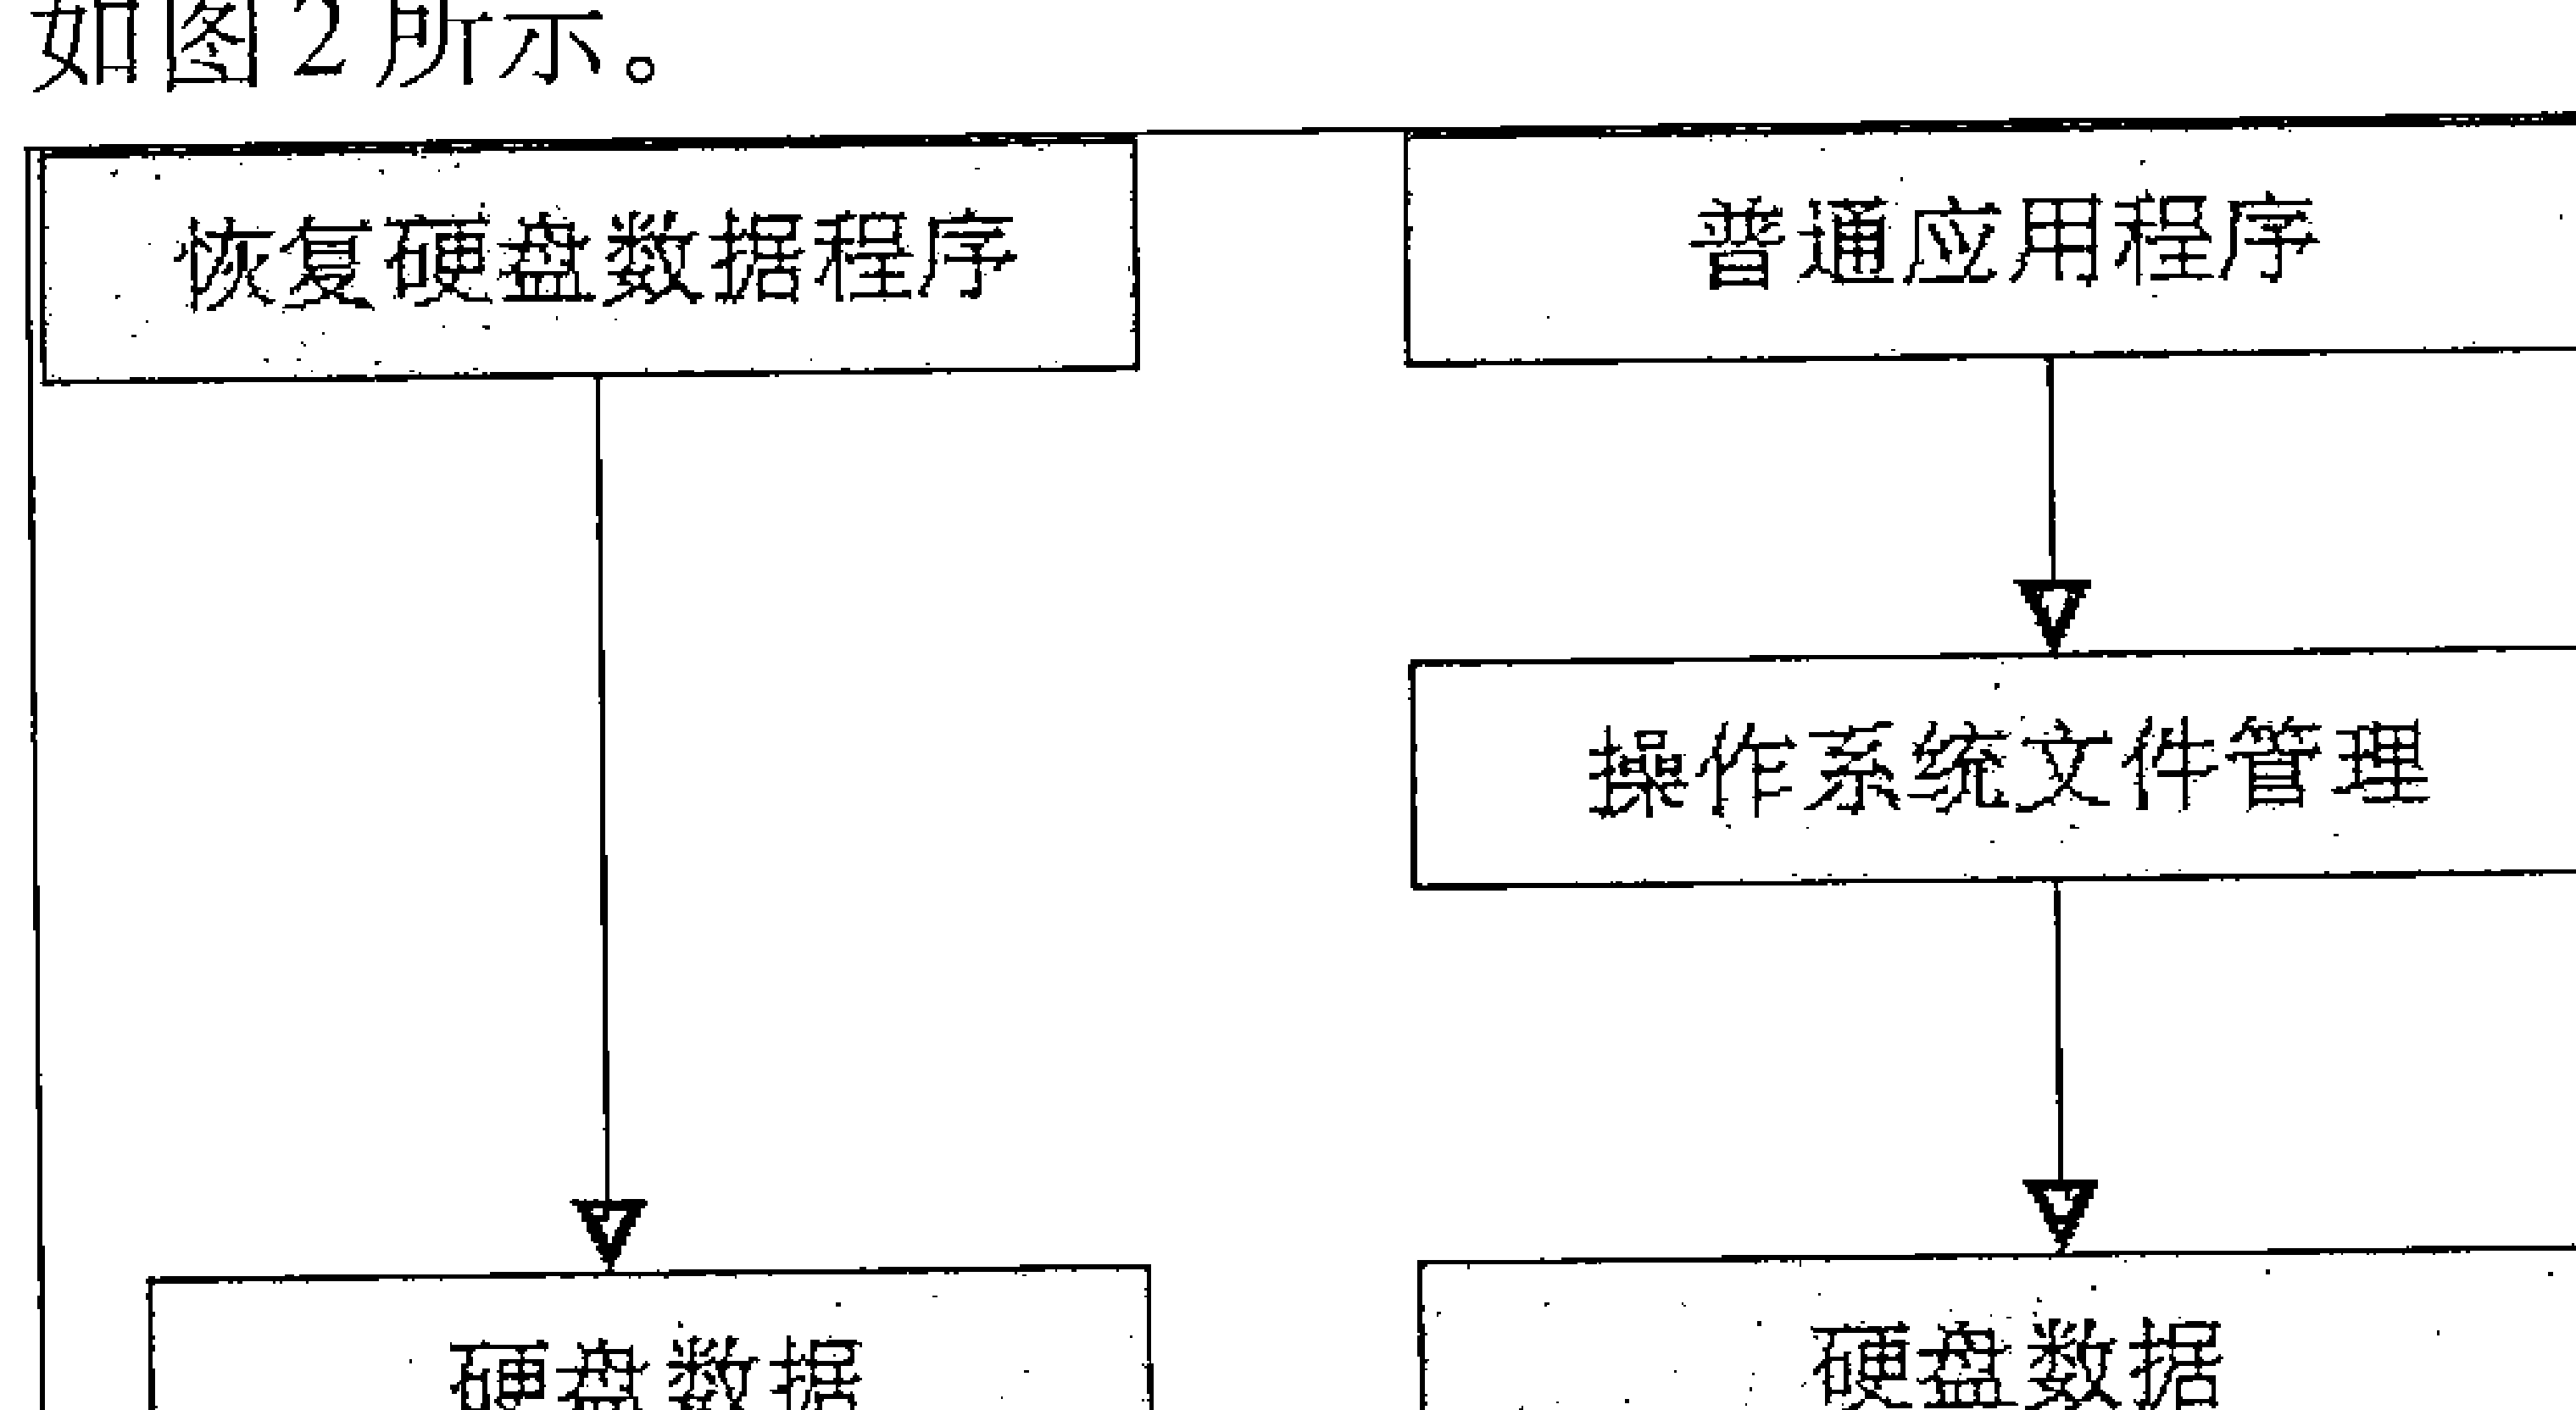 如图2所示。
恢复硬盘数据程序
普通应用程序
操作系统文件管理
硬盘数据
硬盘数据